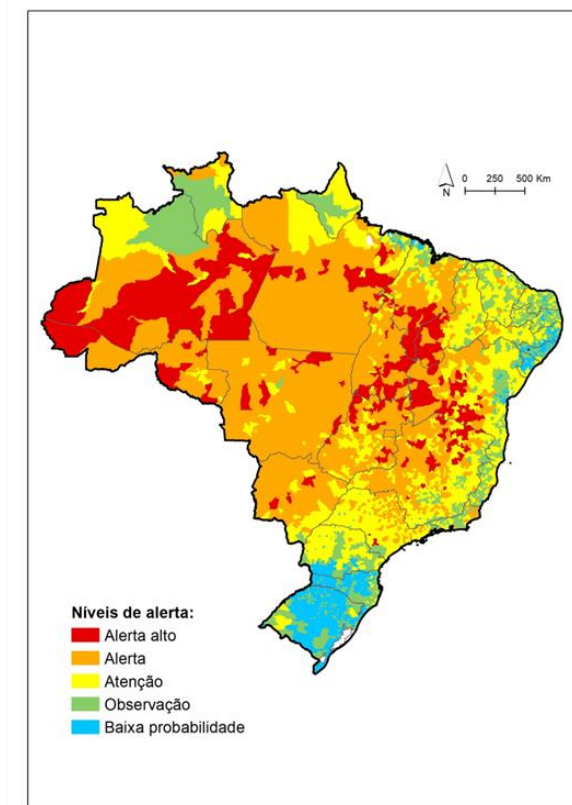 0 250 500 Km
N
Níveis de alerta:
Alerta alto
Alerta
Atenção
Observação
Baixa probabilidade